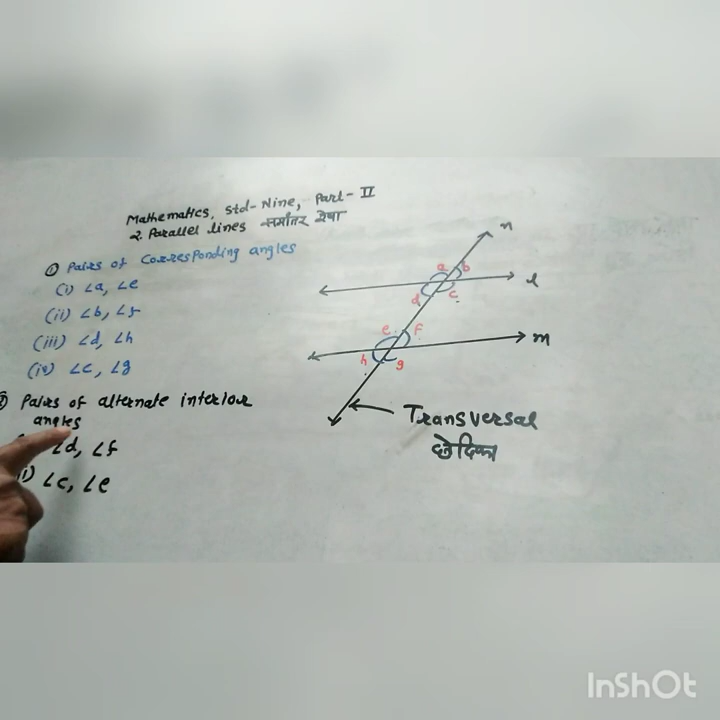 Mathematics, Std-Nine, Part-II
2. Parallel lines समांतर रेषा
① Pairs of Corresponding angles
(i) ∠a, ∠e
(ii) ∠b, ∠f
(iii) ∠d, ∠h
(iv) ∠c, ∠g
Pairs of alternate interior
angles
∠d, ∠f
i) ∠c, ∠e
n
a b
l
d c
e f
m
h g
Transversal
छेदिका
InShOt